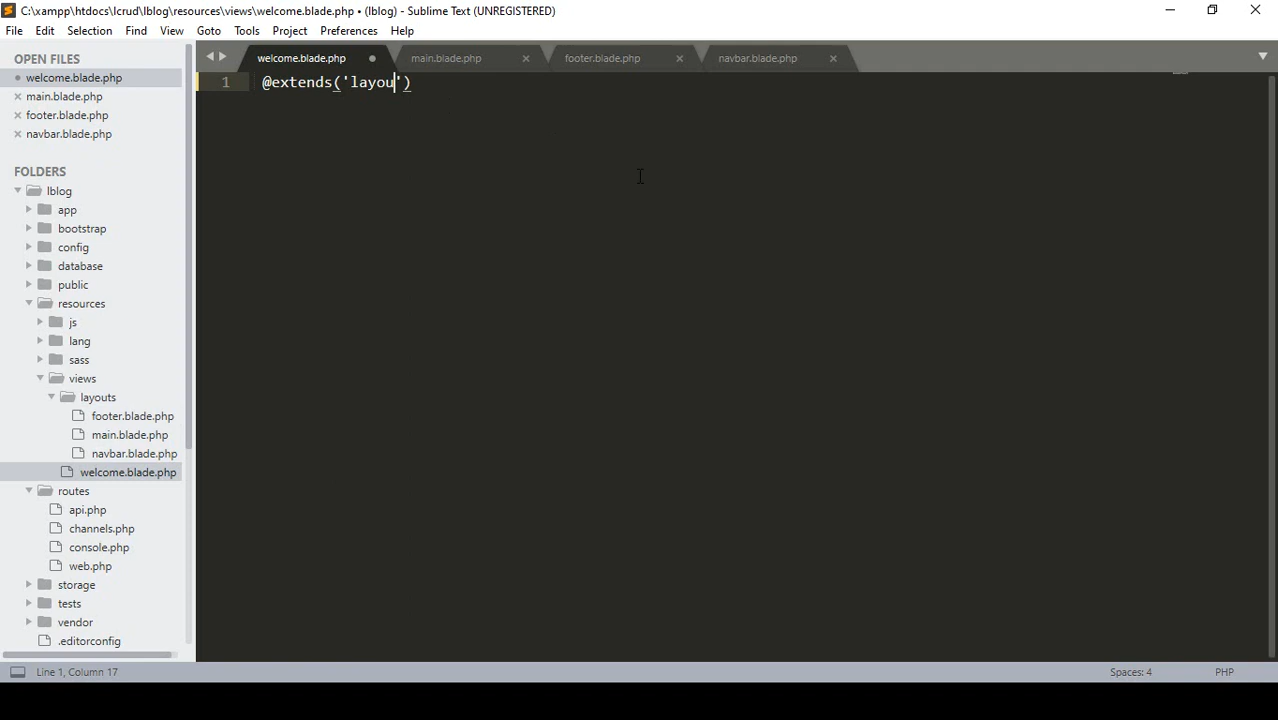 C:\xampp\htdocs\lcrud\lblog\resources\views\welcome.blade.php • (lblog) - Sublime Text (UNREGISTERED)
File Edit Selection Find View Goto Tools Project Preferences Help
OPEN FILES
welcome.blade.php
main.blade.php
footer.blade.php
navbar.blade.php
FOLDERS
lblog
app
bootstrap
config
database
public
resources
js
lang
sass
views
layouts
footer.blade.php
main.blade.php
navbar.blade.php
welcome.blade.php
routes
api.php
channels.php
console.php
web.php
storage
tests
vendor
.editorconfig
welcome.blade.php main.blade.php footer.blade.php navbar.blade.php
1 @extends('layou')
Line 1, Column 17 Spaces: 4 PHP